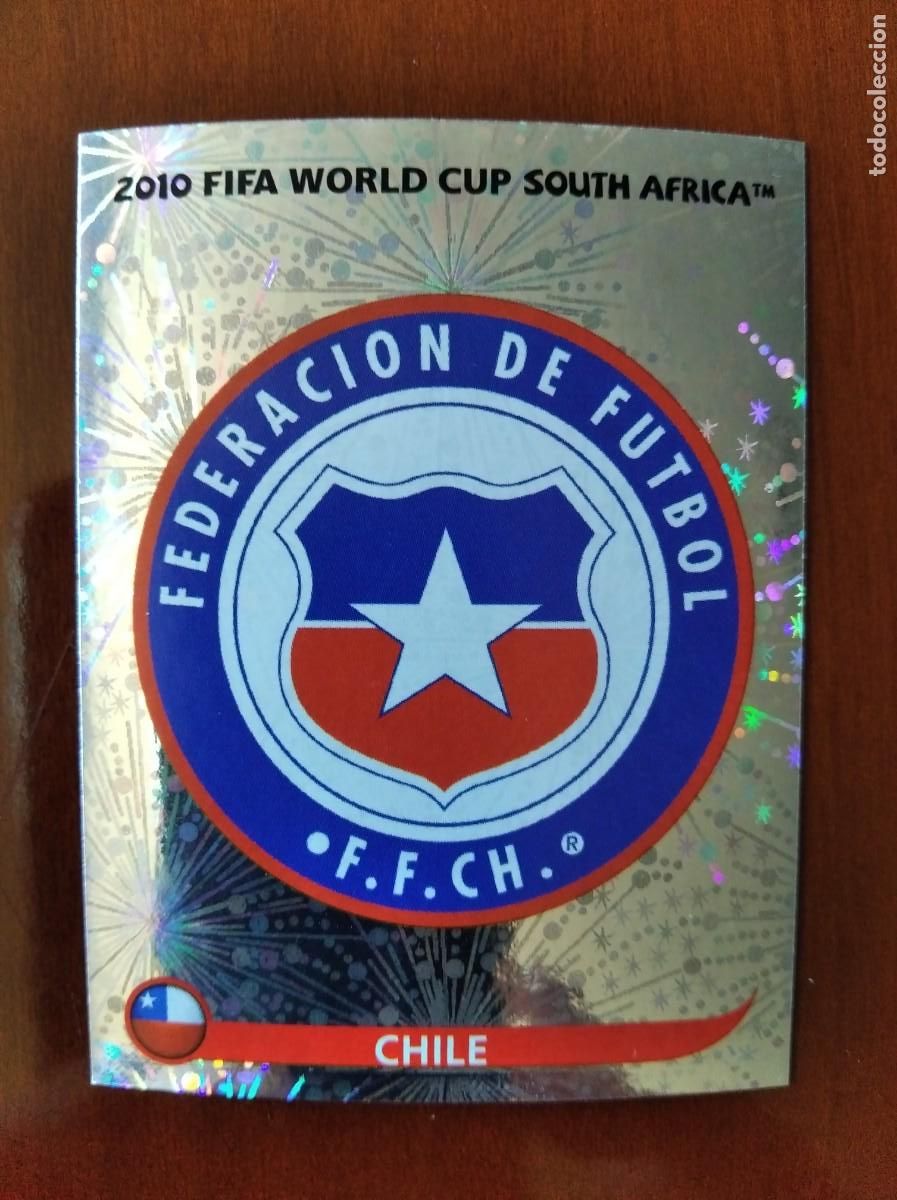 2010 FIFA WORLD CUP SOUTH AFRICA™
FEDERACION DE FUTBOL
•F.F.CH.®
CHILE
todocoleccion